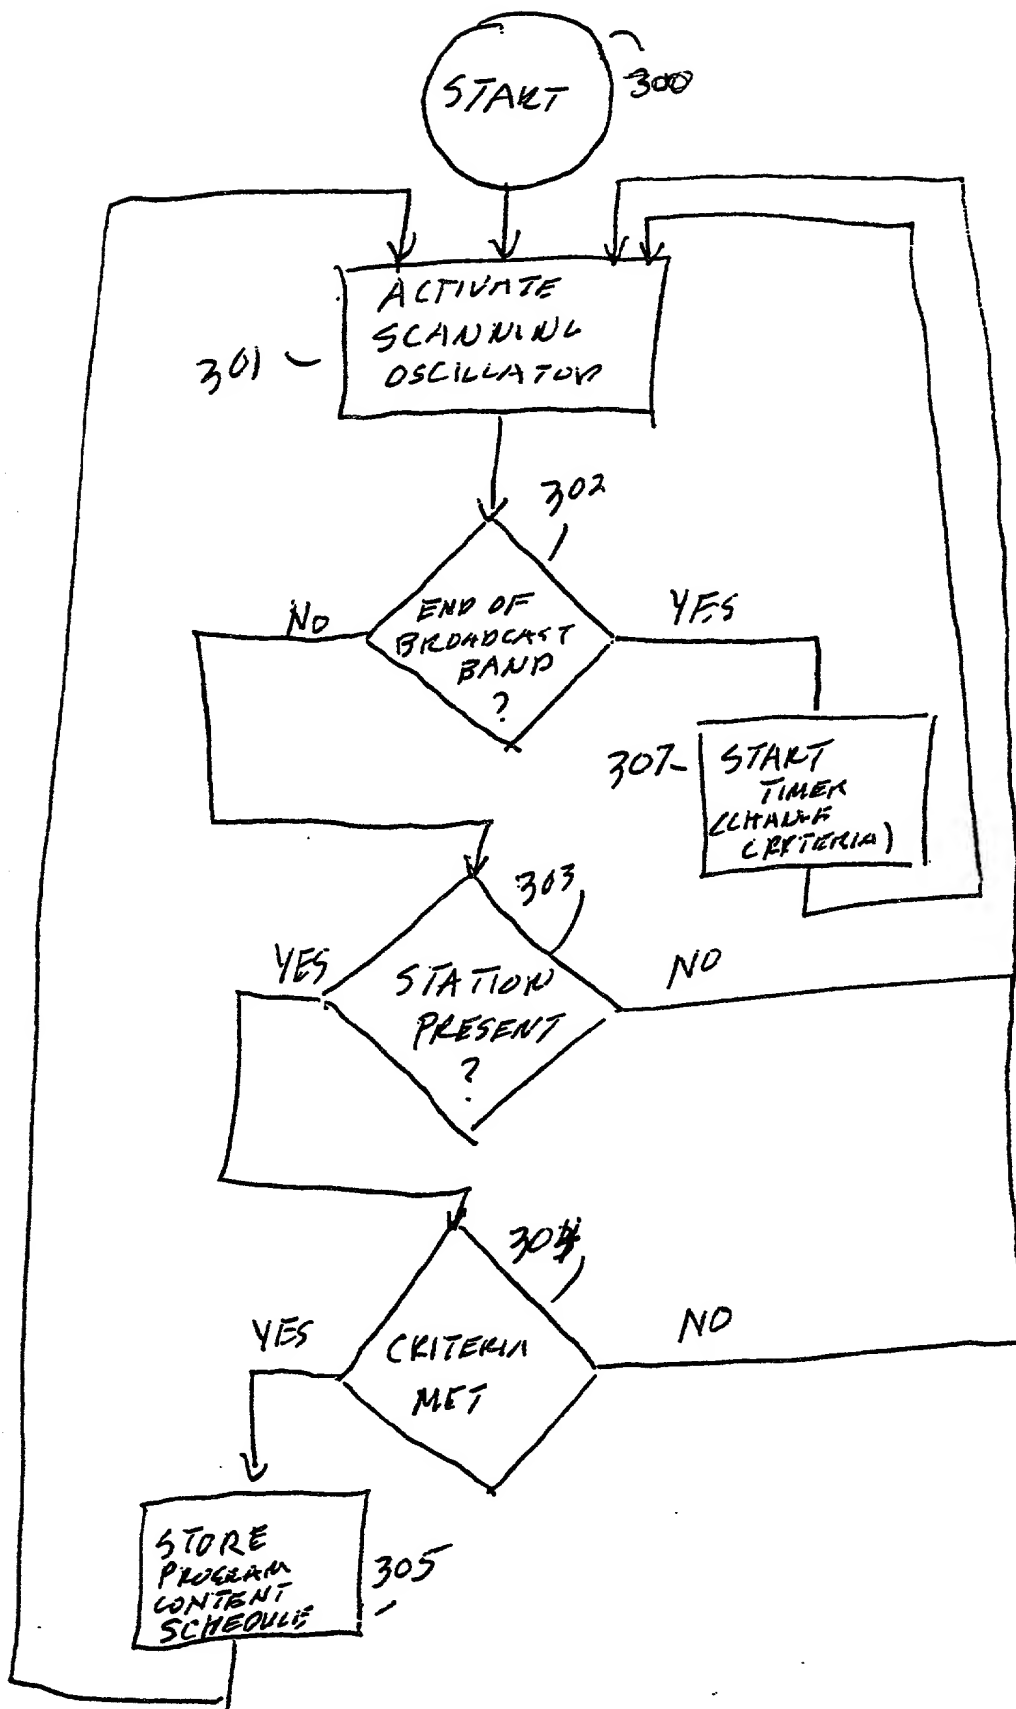 START
300
ACTIVATE
SCANNING
OSCILLATOR
301
302
END OF
BROADCAST
BAND
?
NO
YES
307
START
TIMER
(CHANGE
CRITERIA)
303
STATION
PRESENT
?
YES
NO
304
CRITERIA
MET
YES
NO
STORE
PROGRAM
CONTENT
SCHEDULE
305